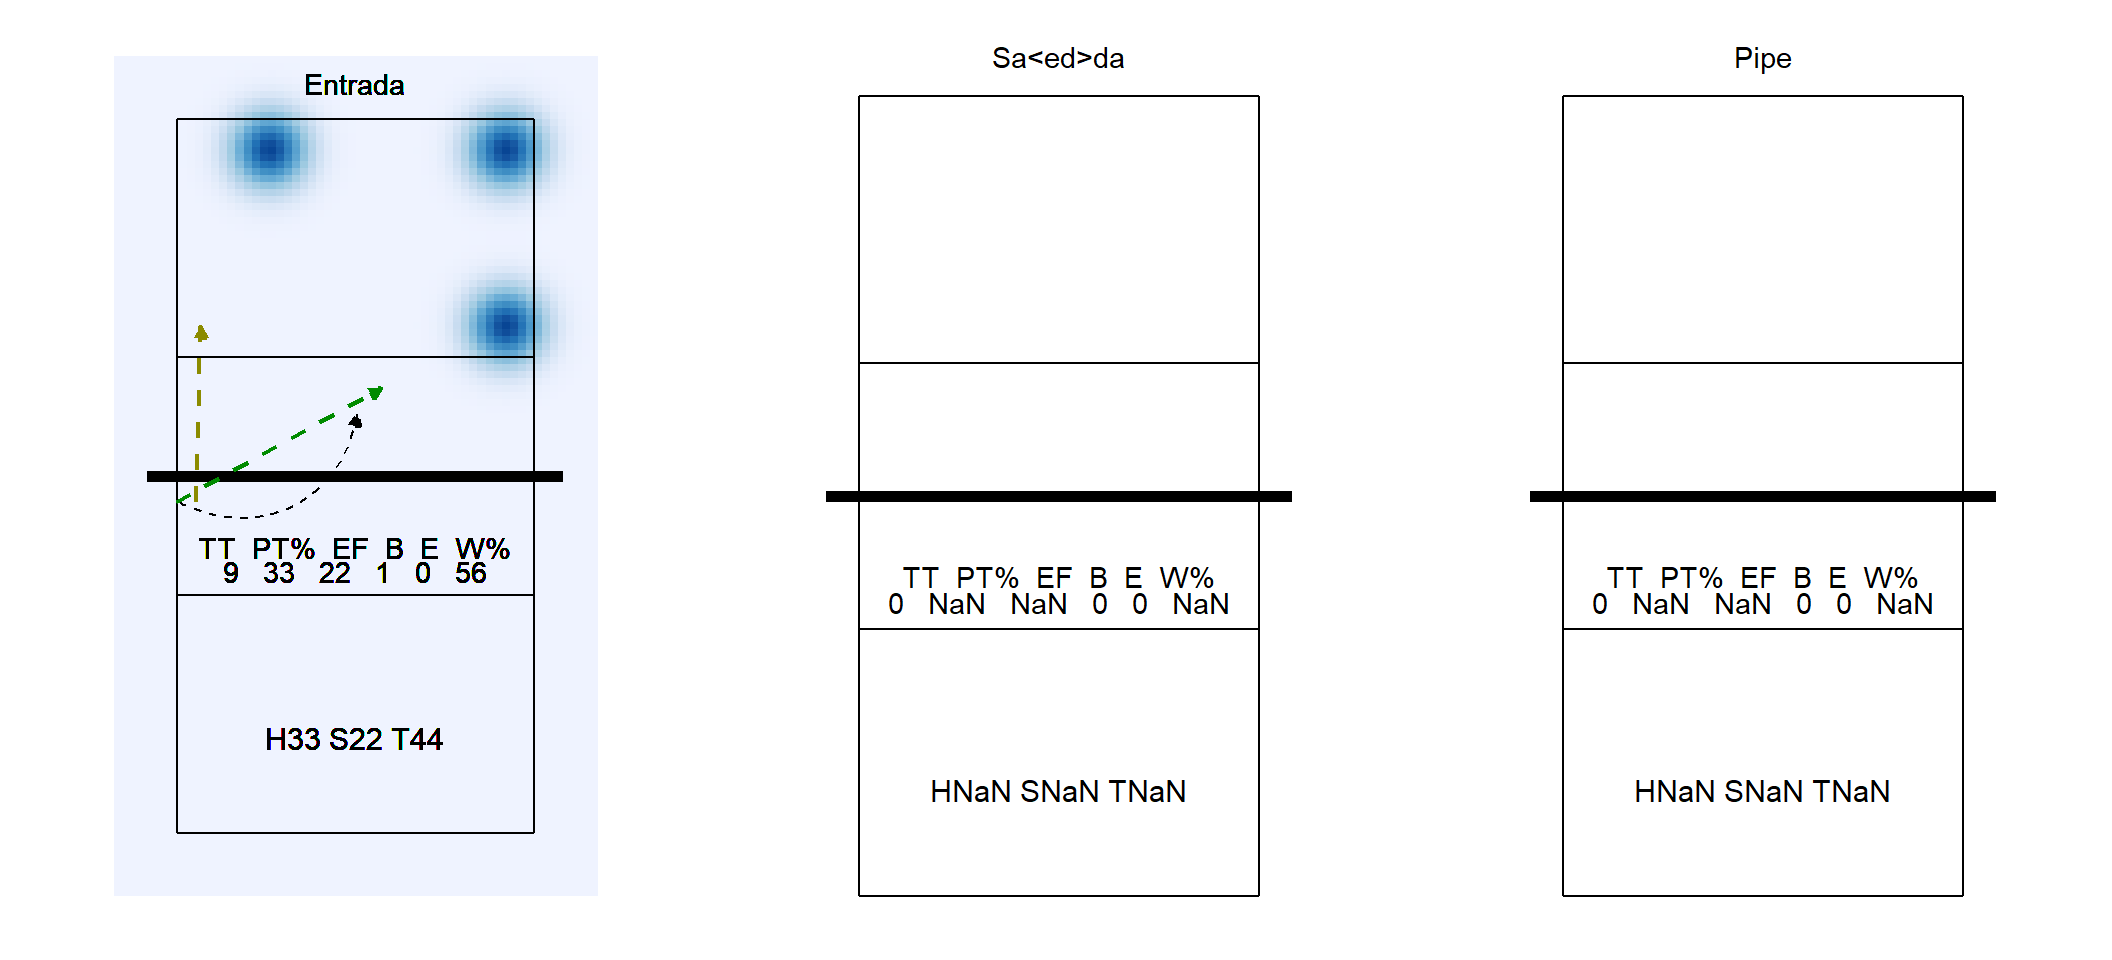 Entrada
TT PT% EF B E W%
9 33 22 1 0 56
H33 S22 T44
Sa<ed>da
TT PT% EF B E W%
0 NaN NaN 0 0 NaN
HNaN SNaN TNaN
Pipe
TT PT% EF B E W%
0 NaN NaN 0 0 NaN
HNaN SNaN TNaN